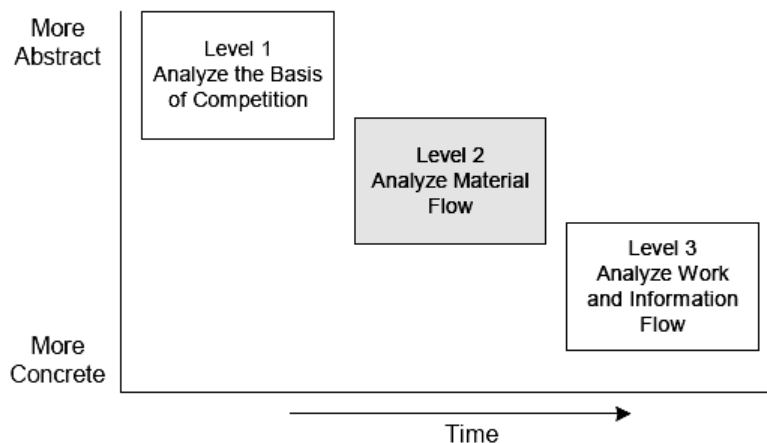 More
Abstract
Level 1
Analyze the Basis
of Competition
Level 2
Analyze Material
Flow
Level 3
Analyze Work
and Information
Flow
More
Concrete
Time